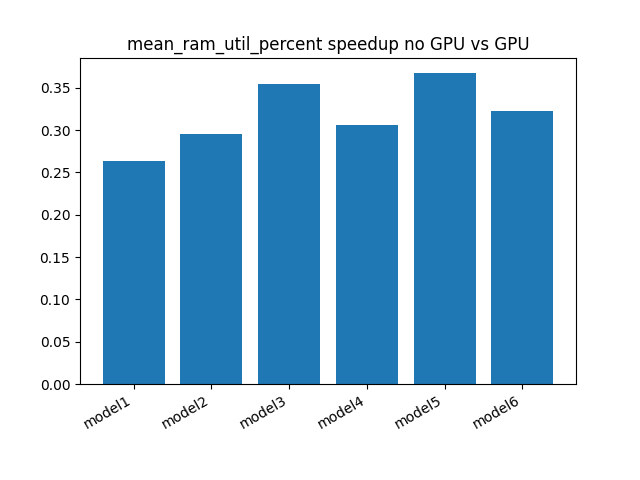 mean_ram_util_percent speedup no GPU vs GPU
0.35
0.30
0.25
0.20
0.15
0.10
0.05
0.00
model1
model2
model3
model4
model5
model6